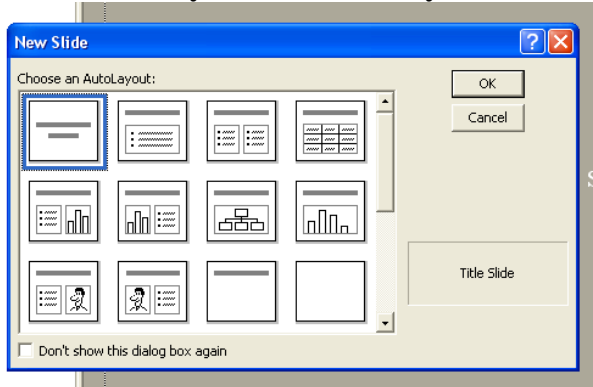 New Slide
Choose an AutoLayout:
OK
Cancel
Title Slide
Don't show this dialog box again